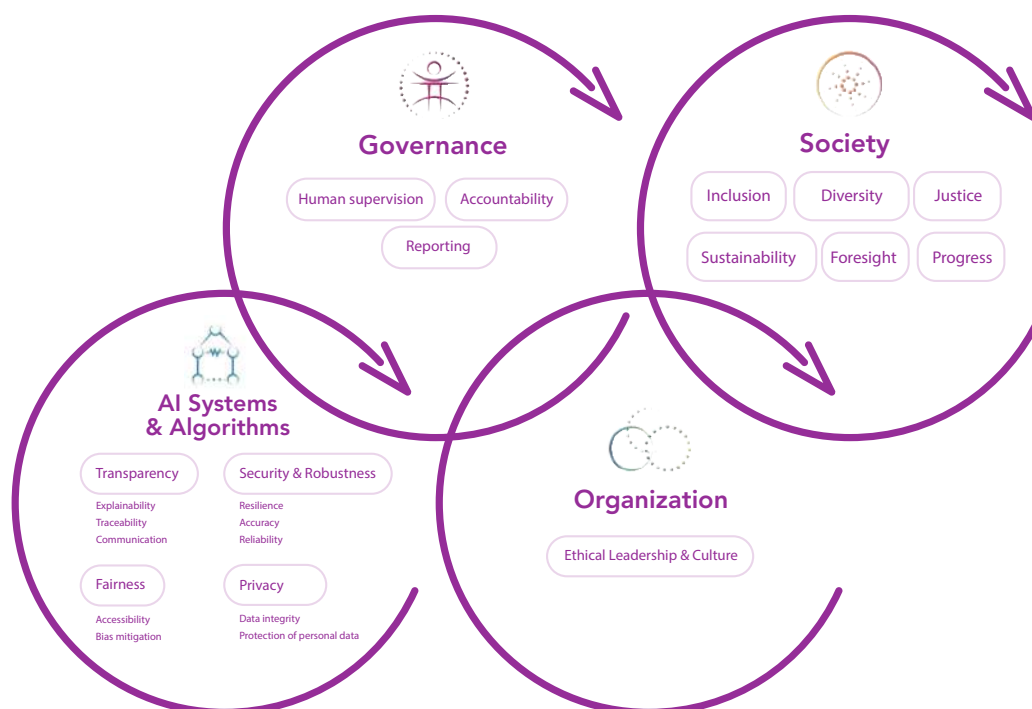 Governance
Human supervision
Accountability
Reporting
Society
Inclusion
Diversity
Justice
Sustainability
Foresight
Progress
AI Systems
& Algorithms
Transparency
Explainability
Traceability
Communication
Security & Robustness
Resilience
Accuracy
Reliability
Fairness
Accessibility
Bias mitigation
Privacy
Data integrity
Protection of personal data
Organization
Ethical Leadership & Culture